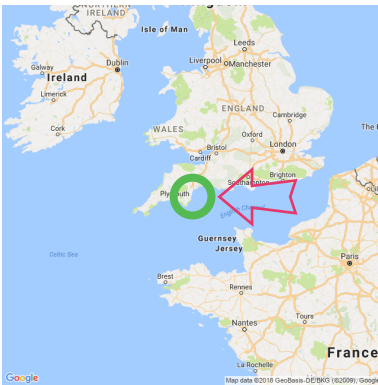 NORTHERN
IRELAND
Isle of Man
Leeds
Dublin
Liverpool
Manchester
Galway
Ireland
Limerick
ENGLAND
Cambridge
WALES
Cork
Oxford
The
Bristol
London
Cardiff
Southampton
Brighton
English Channel
Guernsey
Jersey
Celtic Sea
Paris
Brest
Rennes
Nantes
Tours
France
La Rochelle
Google
Map data ©2018 GeoBasis-DE/BKG (©2009), Google